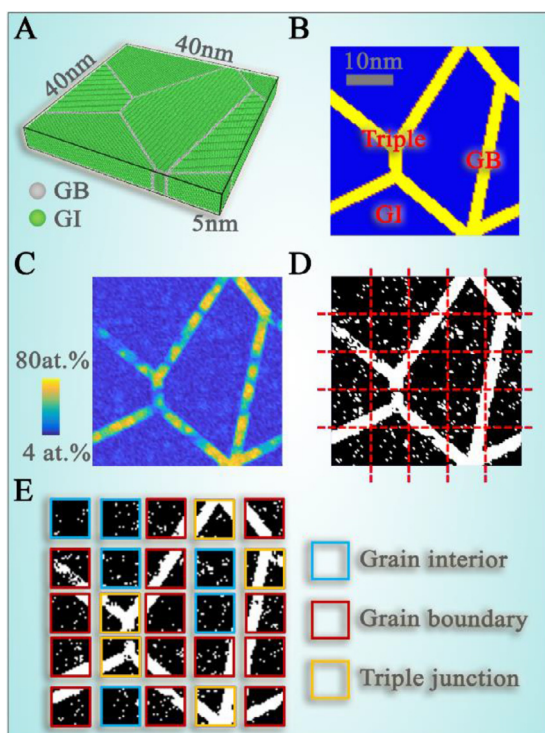 A
40nm
40nm
5nm
GB
GI
B
10nm
Triple
GB
GI
C
80at.%
4 at.%
D
E
Grain interior
Grain boundary
Triple junction